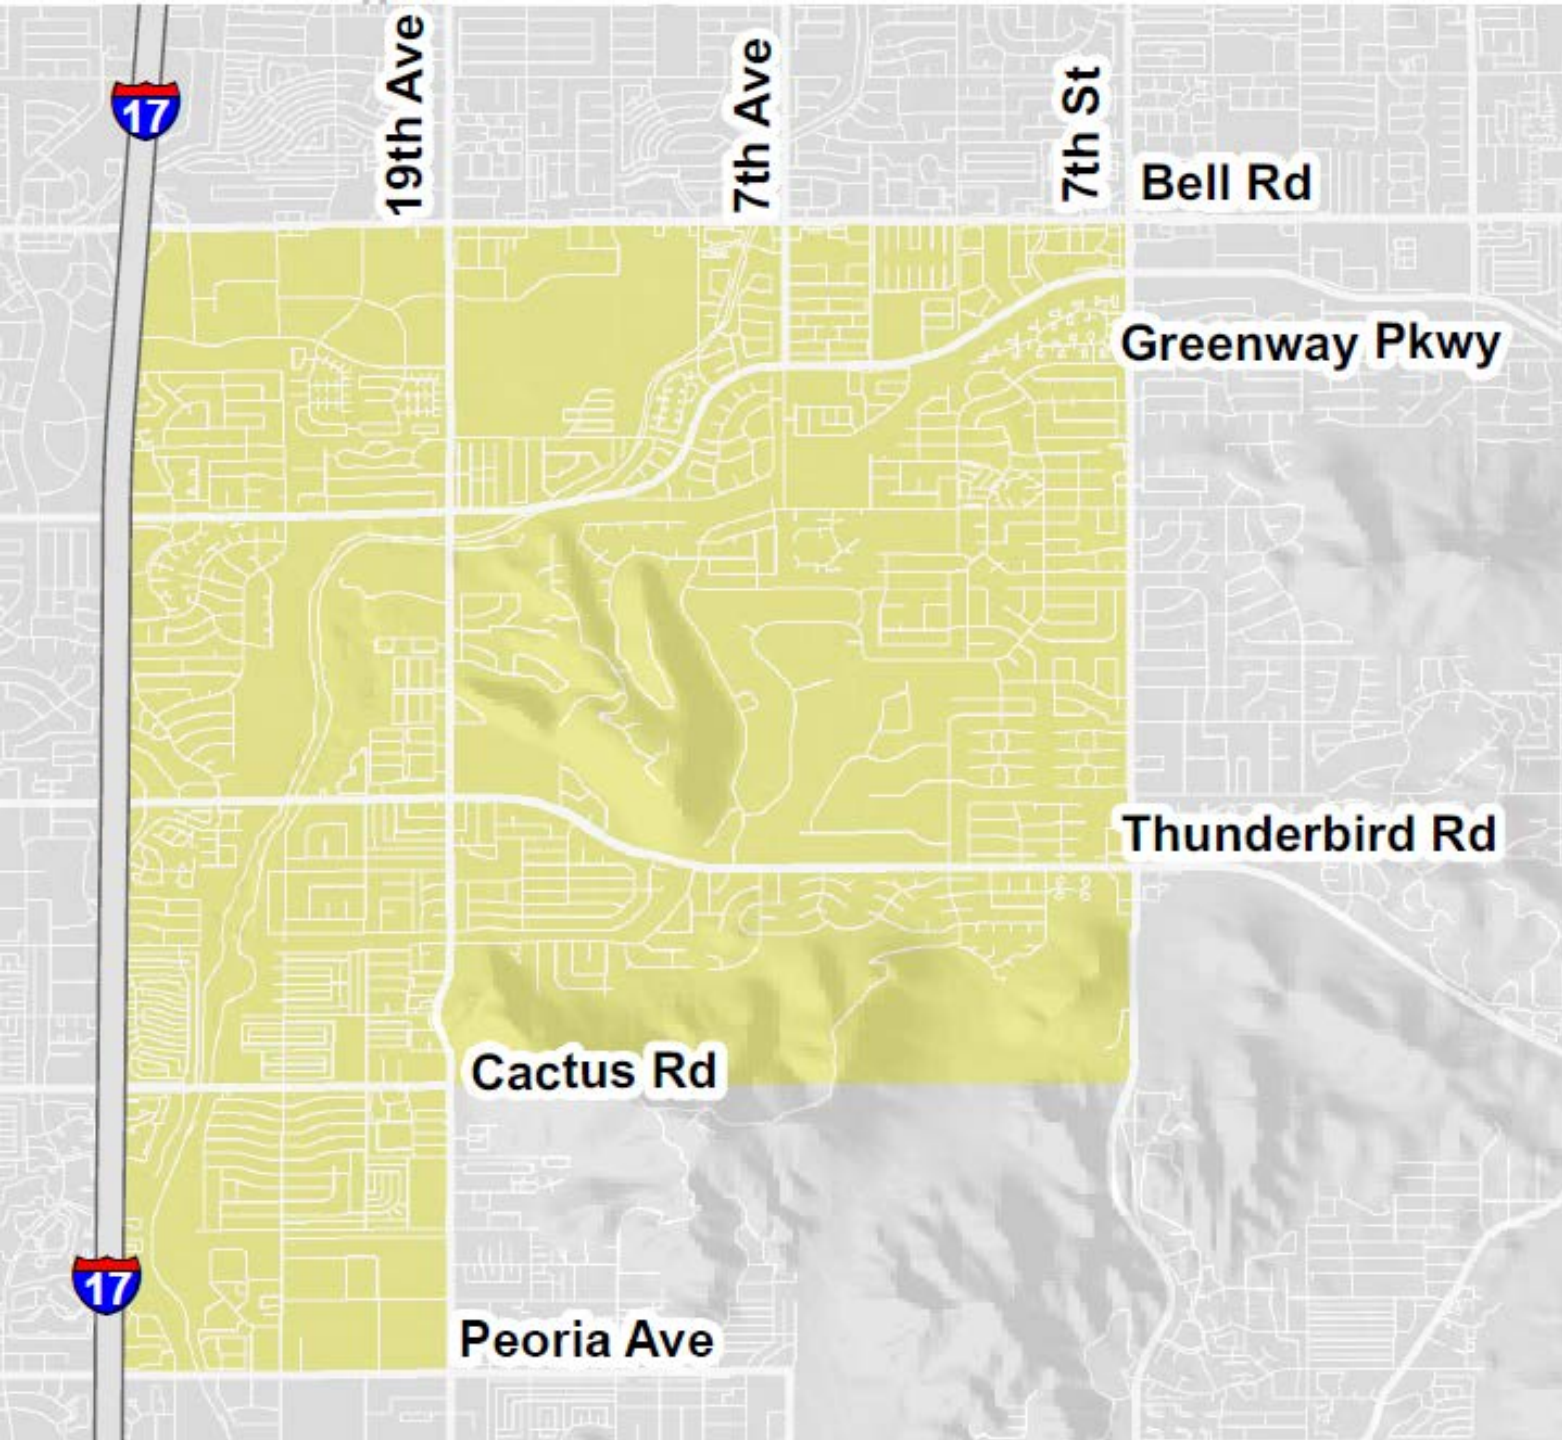 17
19th Ave
7th Ave
7th St
Bell Rd
Greenway Pkwy
Thunderbird Rd
Cactus Rd
17
Peoria Ave